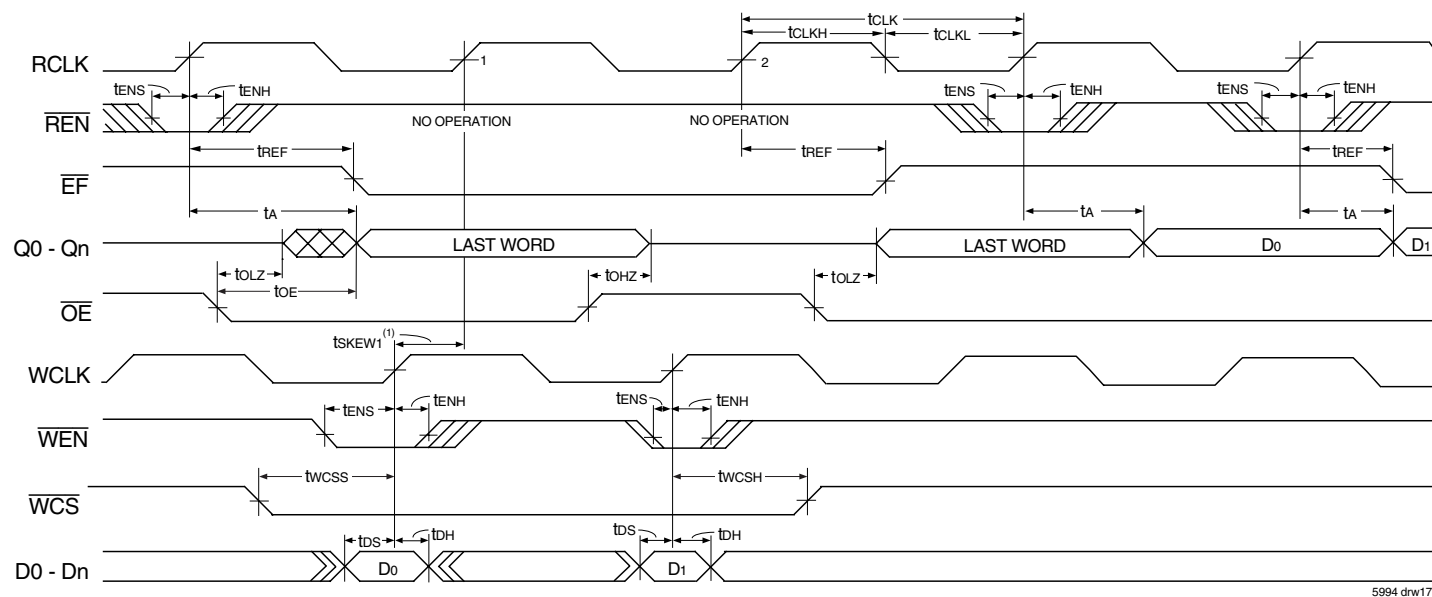 tCLK
tCLKH tCLKL
RCLK 1 2
tENS tENH tENS tENH tENS tENH
REN NO OPERATION NO OPERATION
tREF tREF tREF
EF
tA tA tA
Q0 - Qn LAST WORD LAST WORD D0 D1
tOLZ tOHZ tOLZ
tOE
OE
tSKEW1(1)
WCLK
tENS tENH tENS tENH
WEN
tWCSS tWCSH
WCS
tDS tDH tDS tDH
D0 - Dn D0 D1
5994 drw17